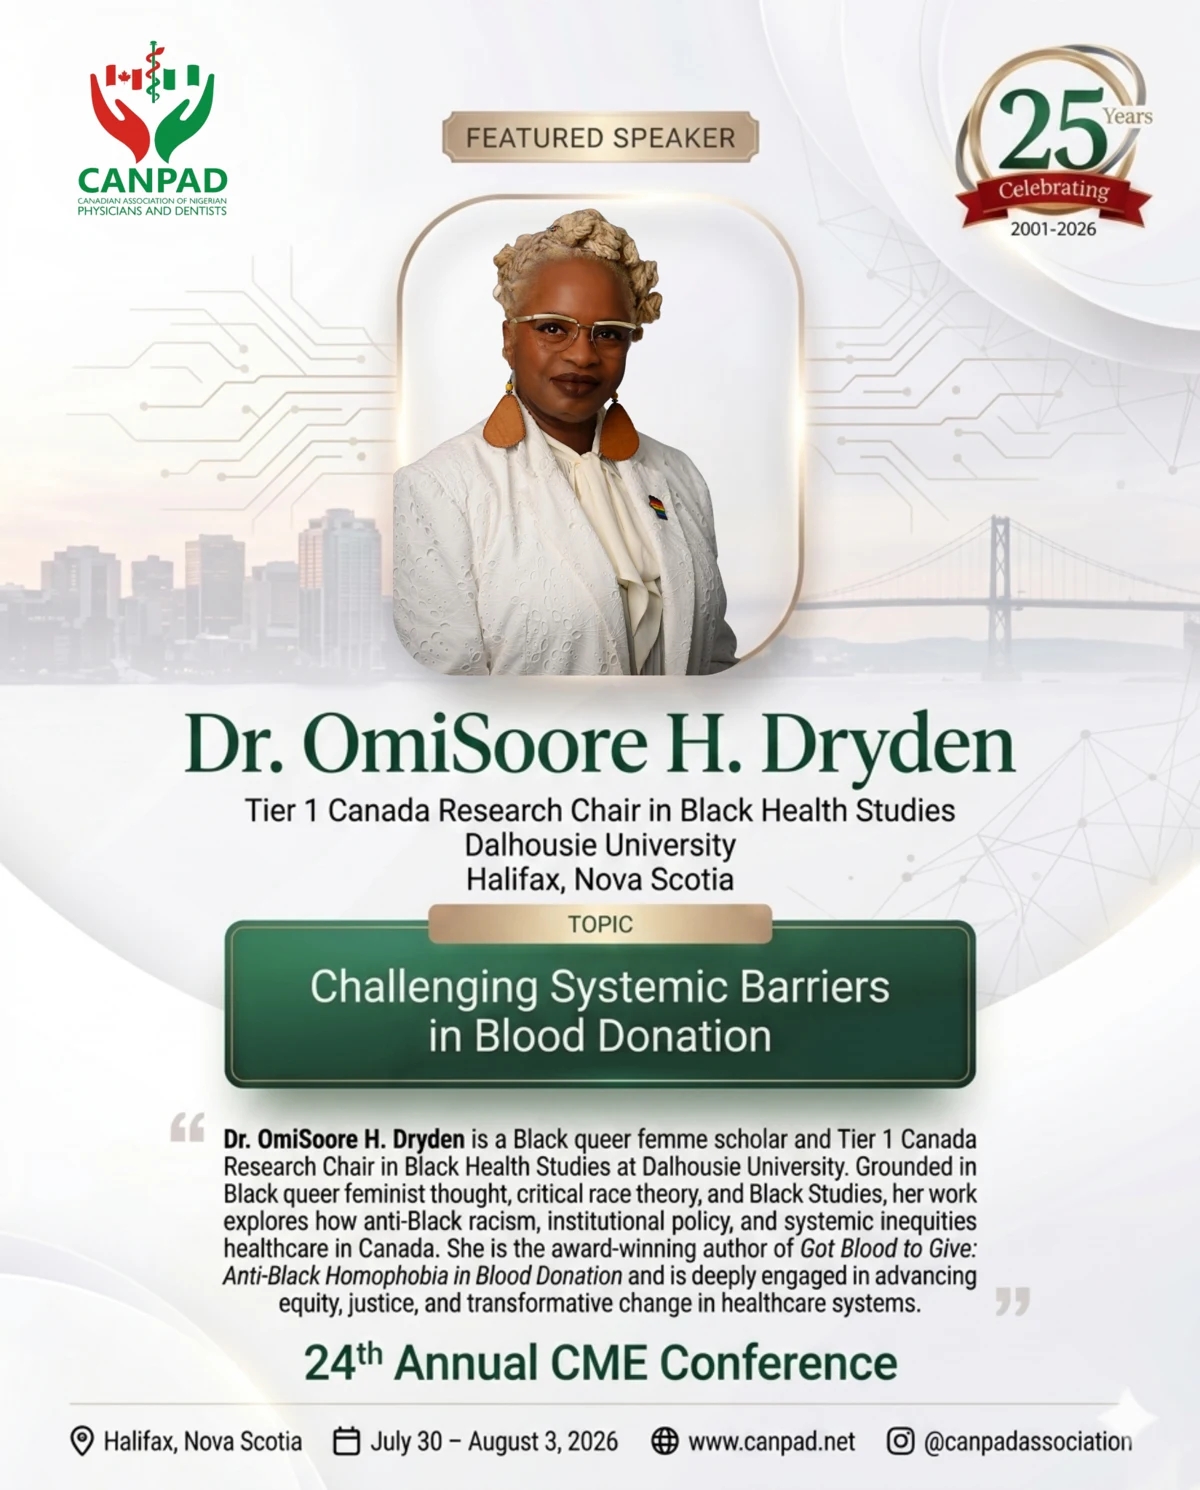 CANPAD
CANADIAN ASSOCIATION OF NIGERIAN
PHYSICIANS AND DENTISTS
FEATURED SPEAKER
25 Years
Celebrating
2001-2026
Dr. OmiSoore H. Dryden
Tier 1 Canada Research Chair in Black Health Studies
Dalhousie University
Halifax, Nova Scotia
TOPIC
Challenging Systemic Barriers
in Blood Donation
“ Dr. OmiSoore H. Dryden is a Black queer femme scholar and Tier 1 Canada
Research Chair in Black Health Studies at Dalhousie University. Grounded in
Black queer feminist thought, critical race theory, and Black Studies, her work
explores how anti-Black racism, institutional policy, and systemic inequities
healthcare in Canada. She is the award-winning author of Got Blood to Give:
Anti-Black Homophobia in Blood Donation and is deeply engaged in advancing
equity, justice, and transformative change in healthcare systems. ”
24th Annual CME Conference
Halifax, Nova Scotia July 30 – August 3, 2026 www.canpad.net @canpadassociation